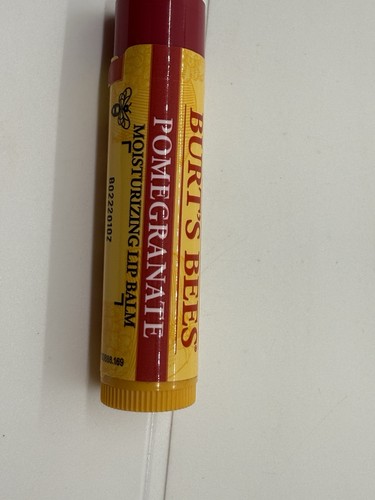 BURT'S BEES
POMEGRANATE
MOISTURIZING LIP BALM